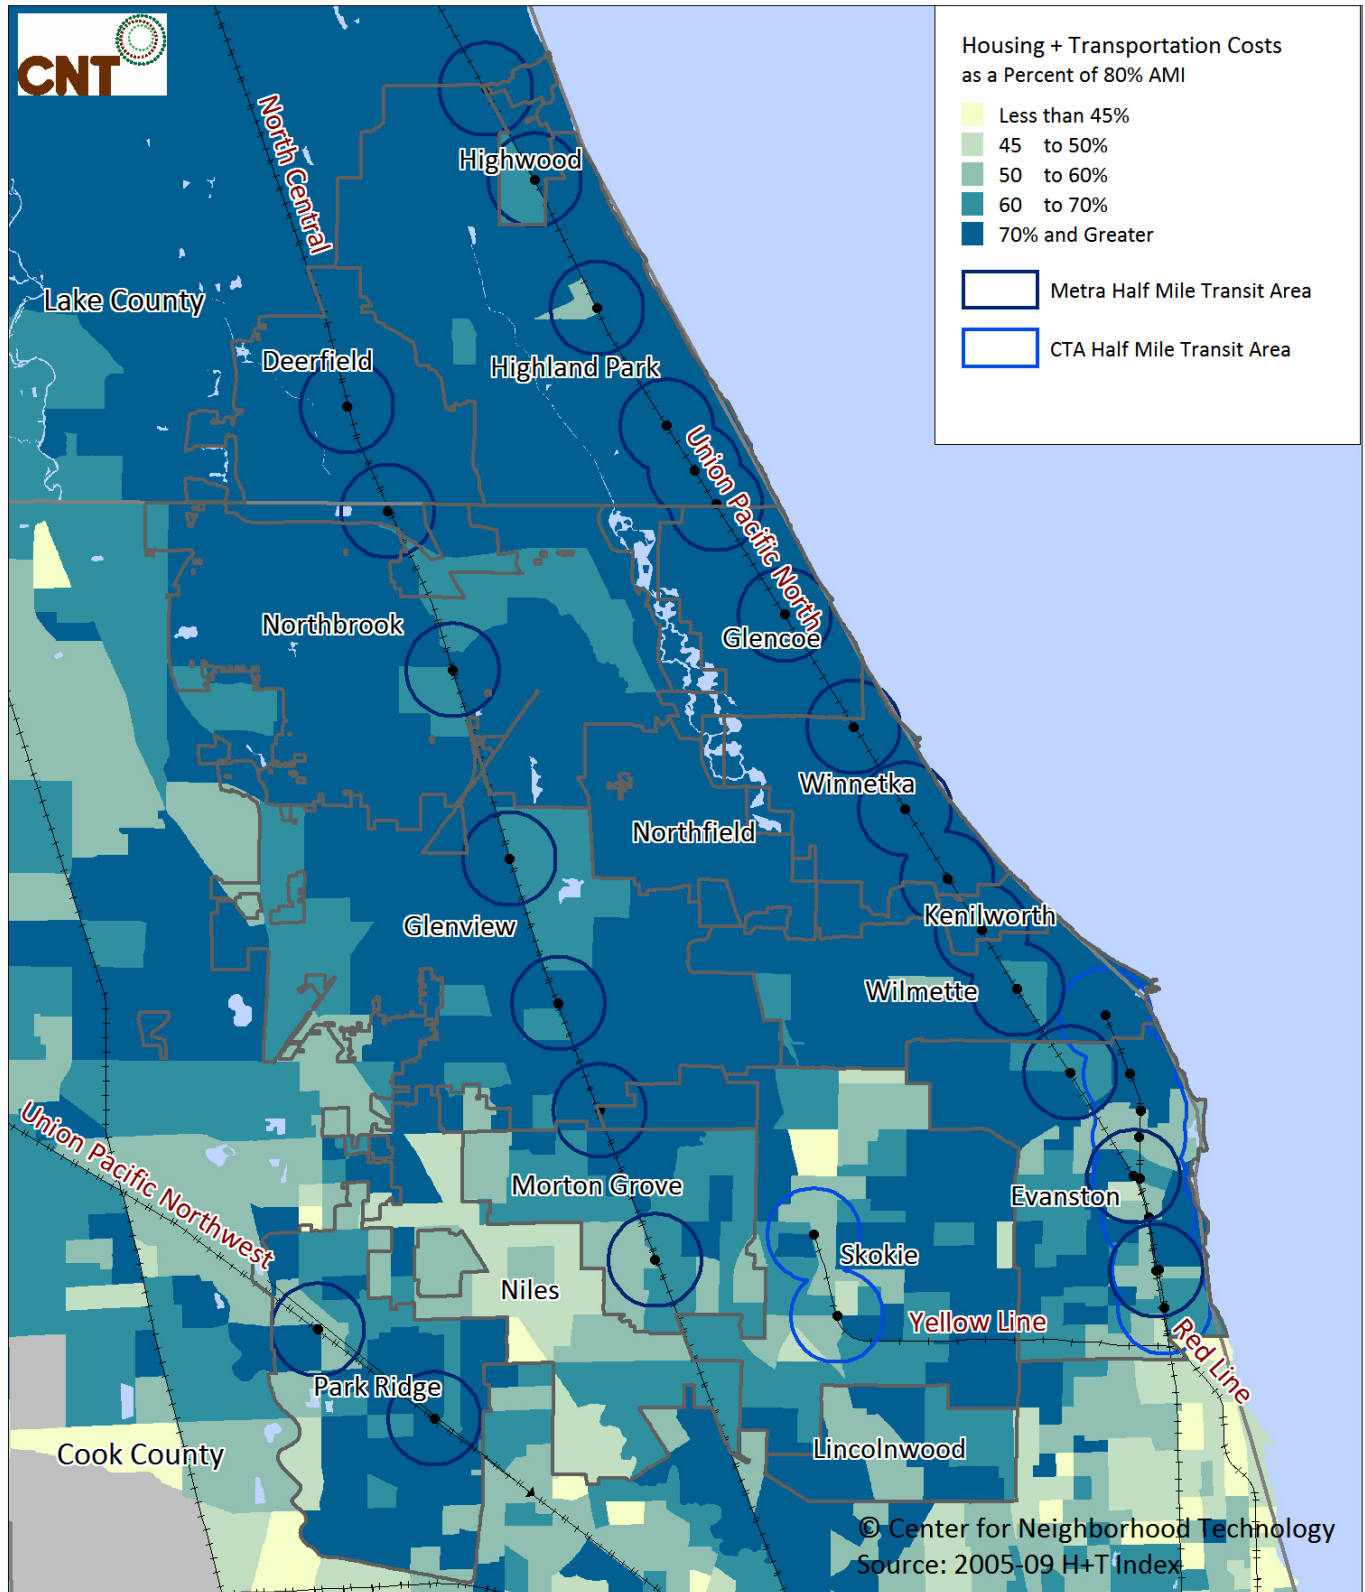 CNT
Housing + Transportation Costs
as a Percent of 80% AMI
Less than 45%
45 to 50%
50 to 60%
60 to 70%
70% and Greater
Metra Half Mile Transit Area
CTA Half Mile Transit Area
North Central
Highwood
Lake County
Deerfield
Highland Park
Union Pacific North
Northbrook
Glencoe
Winnetka
Northfield
Kenilworth
Glenview
Wilmette
Union Pacific Northwest
Morton Grove
Evanston
Skokie
Niles
Yellow Line
Red Line
Park Ridge
Cook County
Lincolnwood
© Center for Neighborhood Technology
Source: 2005-09 H+T Index